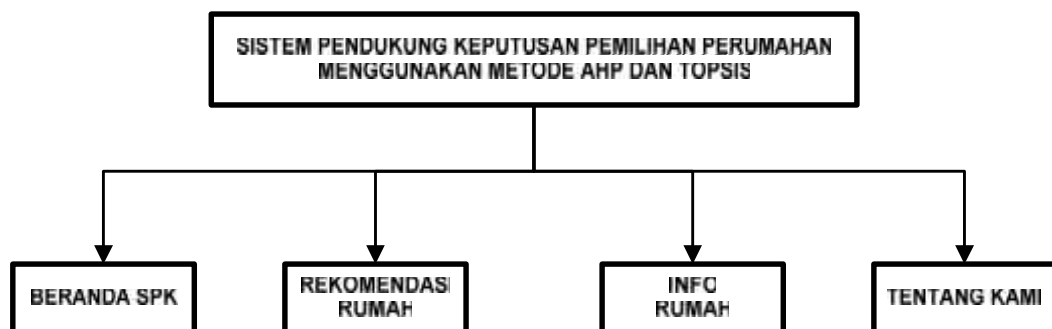 SISTEM PENDUKUNG KEPUTUSAN PEMILIHAN PERUMAHAN
MENGGUNAKAN METODE AHP DAN TOPSIS
BERANDA SPK
REKOMENDASI
RUMAH
INFO
RUMAH
TENTANG KAMI